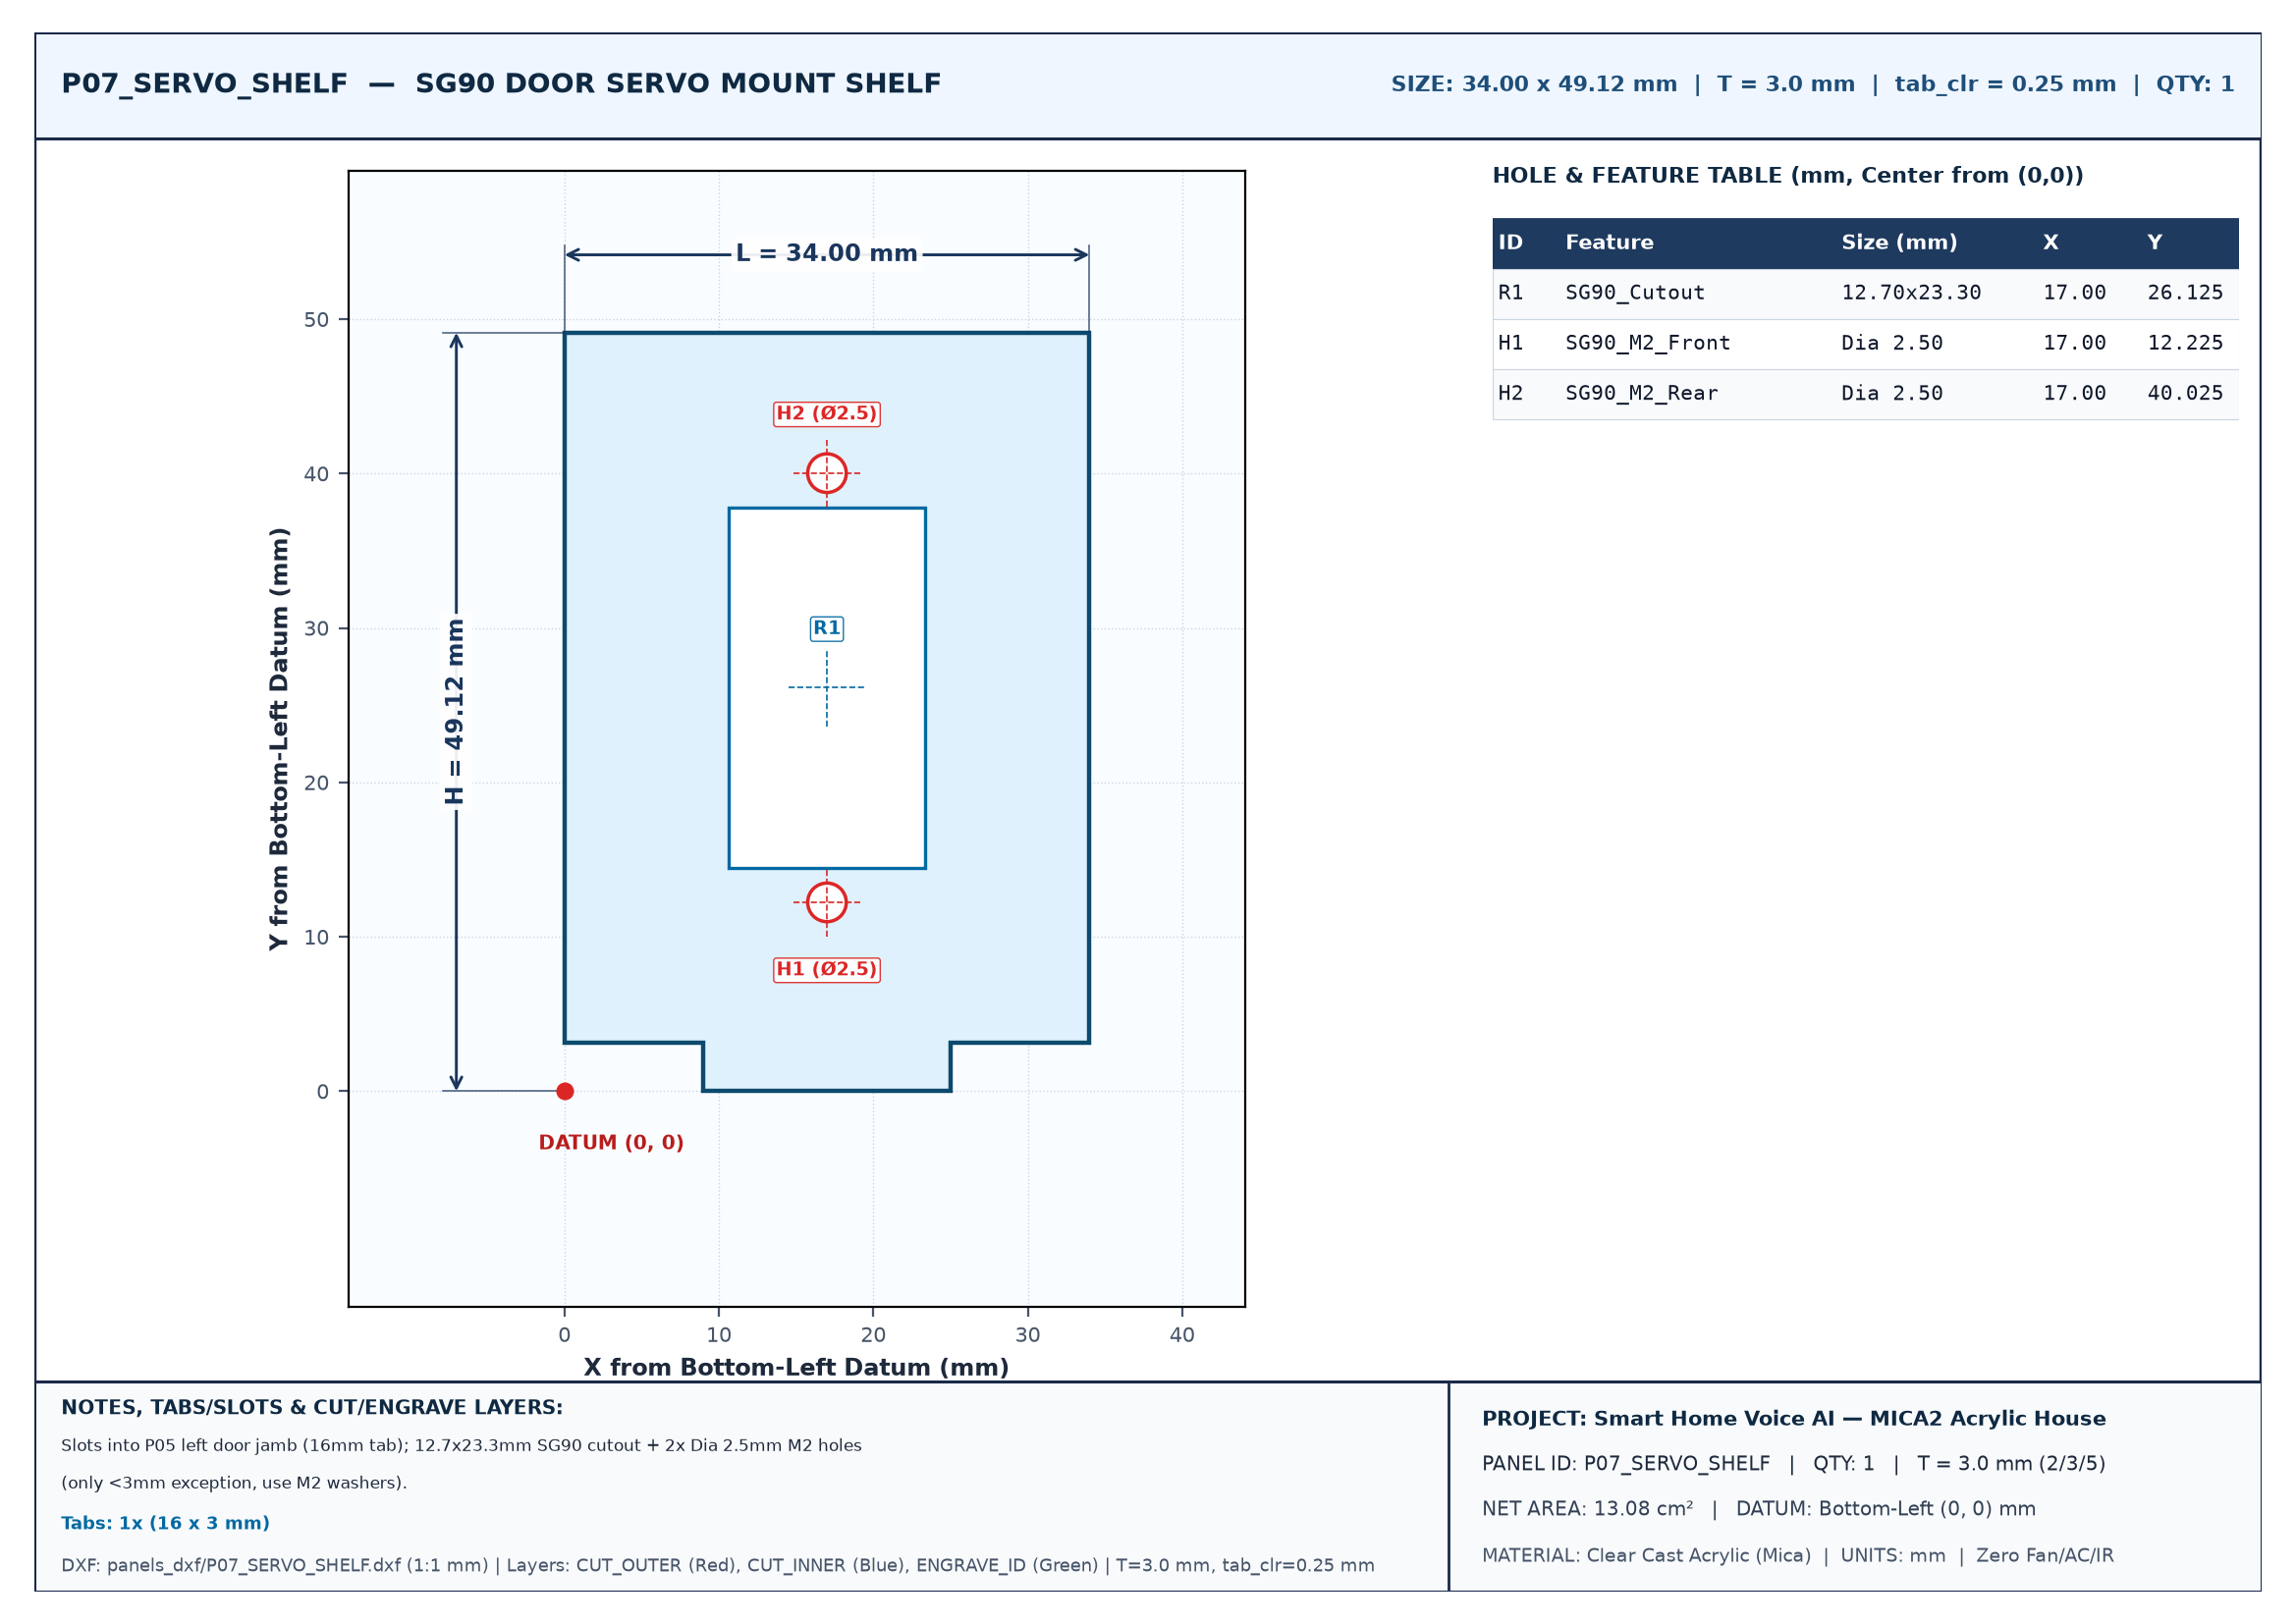 P07_SERVO_SHELF — SG90 DOOR SERVO MOUNT SHELF
SIZE: 34.00 x 49.12 mm | T = 3.0 mm | tab_clr = 0.25 mm | QTY: 1
HOLE & FEATURE TABLE (mm, Center from (0,0))
ID Feature Size (mm) X Y
R1 SG90_Cutout 12.70x23.30 17.00 26.125
H1 SG90_M2_Front Dia 2.50 17.00 12.225
H2 SG90_M2_Rear Dia 2.50 17.00 40.025
L = 34.00 mm
H = 49.12 mm
H2 (Ø2.5)
R1
H1 (Ø2.5)
DATUM (0, 0)
Y from Bottom-Left Datum (mm)
50
40
30
20
10
0
0 10 20 30 40
X from Bottom-Left Datum (mm)
NOTES, TABS/SLOTS & CUT/ENGRAVE LAYERS:
Slots into P05 left door jamb (16mm tab); 12.7x23.3mm SG90 cutout + 2x Dia 2.5mm M2 holes
(only <3mm exception, use M2 washers).
Tabs: 1x (16 x 3 mm)
DXF: panels_dxf/P07_SERVO_SHELF.dxf (1:1 mm) | Layers: CUT_OUTER (Red), CUT_INNER (Blue), ENGRAVE_ID (Green) | T=3.0 mm, tab_clr=0.25 mm
PROJECT: Smart Home Voice AI — MICA2 Acrylic House
PANEL ID: P07_SERVO_SHELF | QTY: 1 | T = 3.0 mm (2/3/5)
NET AREA: 13.08 cm² | DATUM: Bottom-Left (0, 0) mm
MATERIAL: Clear Cast Acrylic (Mica) | UNITS: mm | Zero Fan/AC/IR